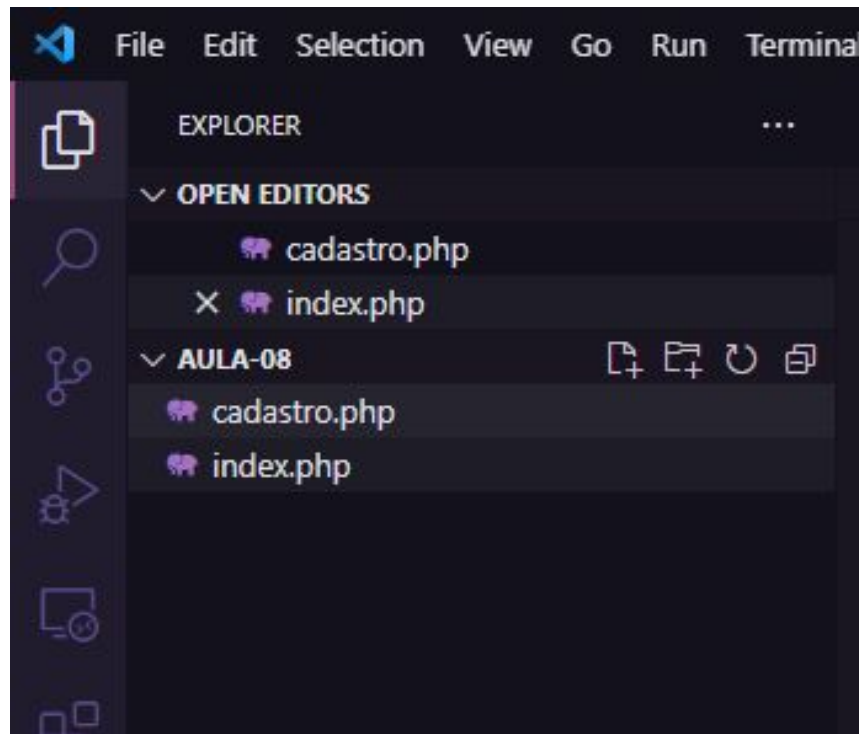 File Edit Selection View Go Run Terminal
EXPLORER
OPEN EDITORS
cadastro.php
index.php
AULA-08
cadastro.php
index.php